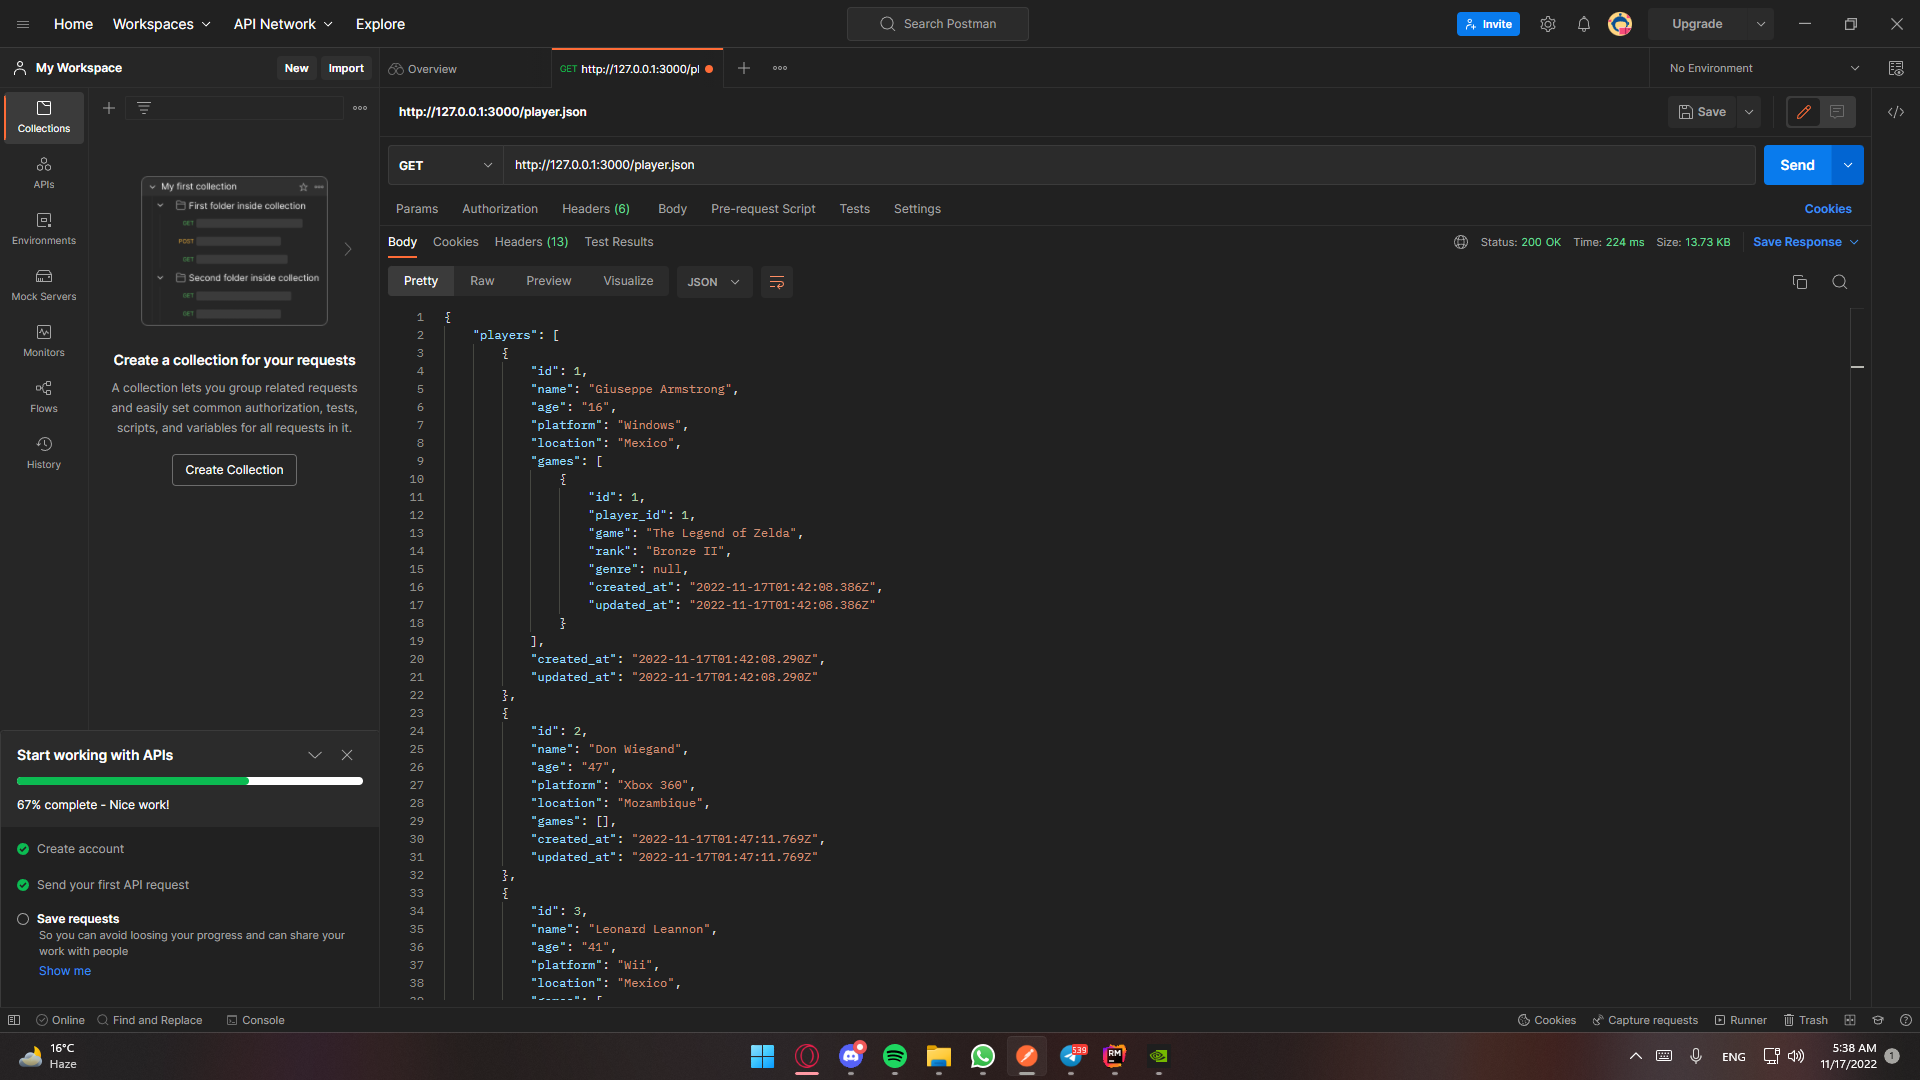 Home
Workspaces
API Network
Explore
Search Postman
Invite
Upgrade
My Workspace
New
Import
Overview
GET http://127.0.0.1:3000/pl
No Environment
Collections
APIs
Environments
Mock Servers
Monitors
Flows
History
My first collection
First folder inside collection
GET
POST
GET
Second folder inside collection
GET
GET
Create a collection for your requests
A collection lets you group related requests
and easily set common authorization, tests,
scripts, and variables for all requests in it.
Create Collection
Start working with APIs
67% complete - Nice work!
Create account
Send your first API request
Save requests
So you can avoid loosing your progress and can share your
work with people
Show me
http://127.0.0.1:3000/player.json
Save
GET
http://127.0.0.1:3000/player.json
Send
Params
Authorization
Headers (6)
Body
Pre-request Script
Tests
Settings
Cookies
Body
Cookies
Headers (13)
Test Results
Status: 200 OK
Time: 224 ms
Size: 13.73 KB
Save Response
Pretty
Raw
Preview
Visualize
JSON
1 {
2 "players": [
3 {
4 "id": 1,
5 "name": "Giuseppe Armstrong",
6 "age": "16",
7 "platform": "Windows",
8 "location": "Mexico",
9 "games": [
10 {
11 "id": 1,
12 "player_id": 1,
13 "game": "The Legend of Zelda",
14 "rank": "Bronze II",
15 "genre": null,
16 "created_at": "2022-11-17T01:42:08.386Z",
17 "updated_at": "2022-11-17T01:42:08.386Z"
18 }
19 ],
20 "created_at": "2022-11-17T01:42:08.290Z",
21 "updated_at": "2022-11-17T01:42:08.290Z"
22 },
23 {
24 "id": 2,
25 "name": "Don Wiegand",
26 "age": "47",
27 "platform": "Xbox 360",
28 "location": "Mozambique",
29 "games": [],
30 "created_at": "2022-11-17T01:47:11.769Z",
31 "updated_at": "2022-11-17T01:47:11.769Z"
32 },
33 {
34 "id": 3,
35 "name": "Leonard Leannon",
36 "age": "41",
37 "platform": "Wii",
38 "location": "Mexico",
39 "games": [
Online
Find and Replace
Console
Cookies
Capture requests
Runner
Trash
16°C
Haze
539
RM
ENG
5:38 AM
11/17/2022
1